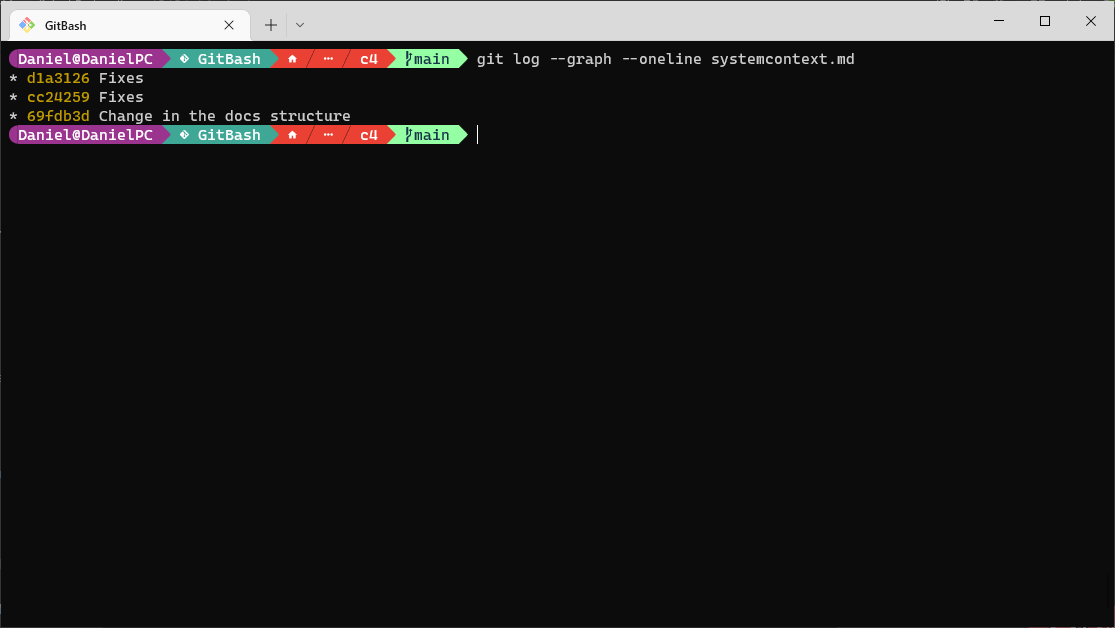 GitBash
Daniel@DanielPC GitBash ··· c4 main git log --graph --oneline systemcontext.md
* d1a3126 Fixes
* cc24259 Fixes
* 69fdb3d Change in the docs structure
Daniel@DanielPC GitBash ··· c4 main